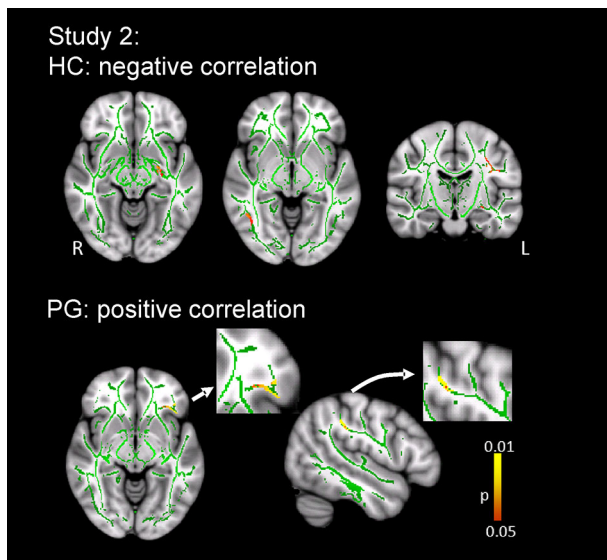 Study 2:
HC: negative correlation
R
L
PG: positive correlation
0.01
p
0.05